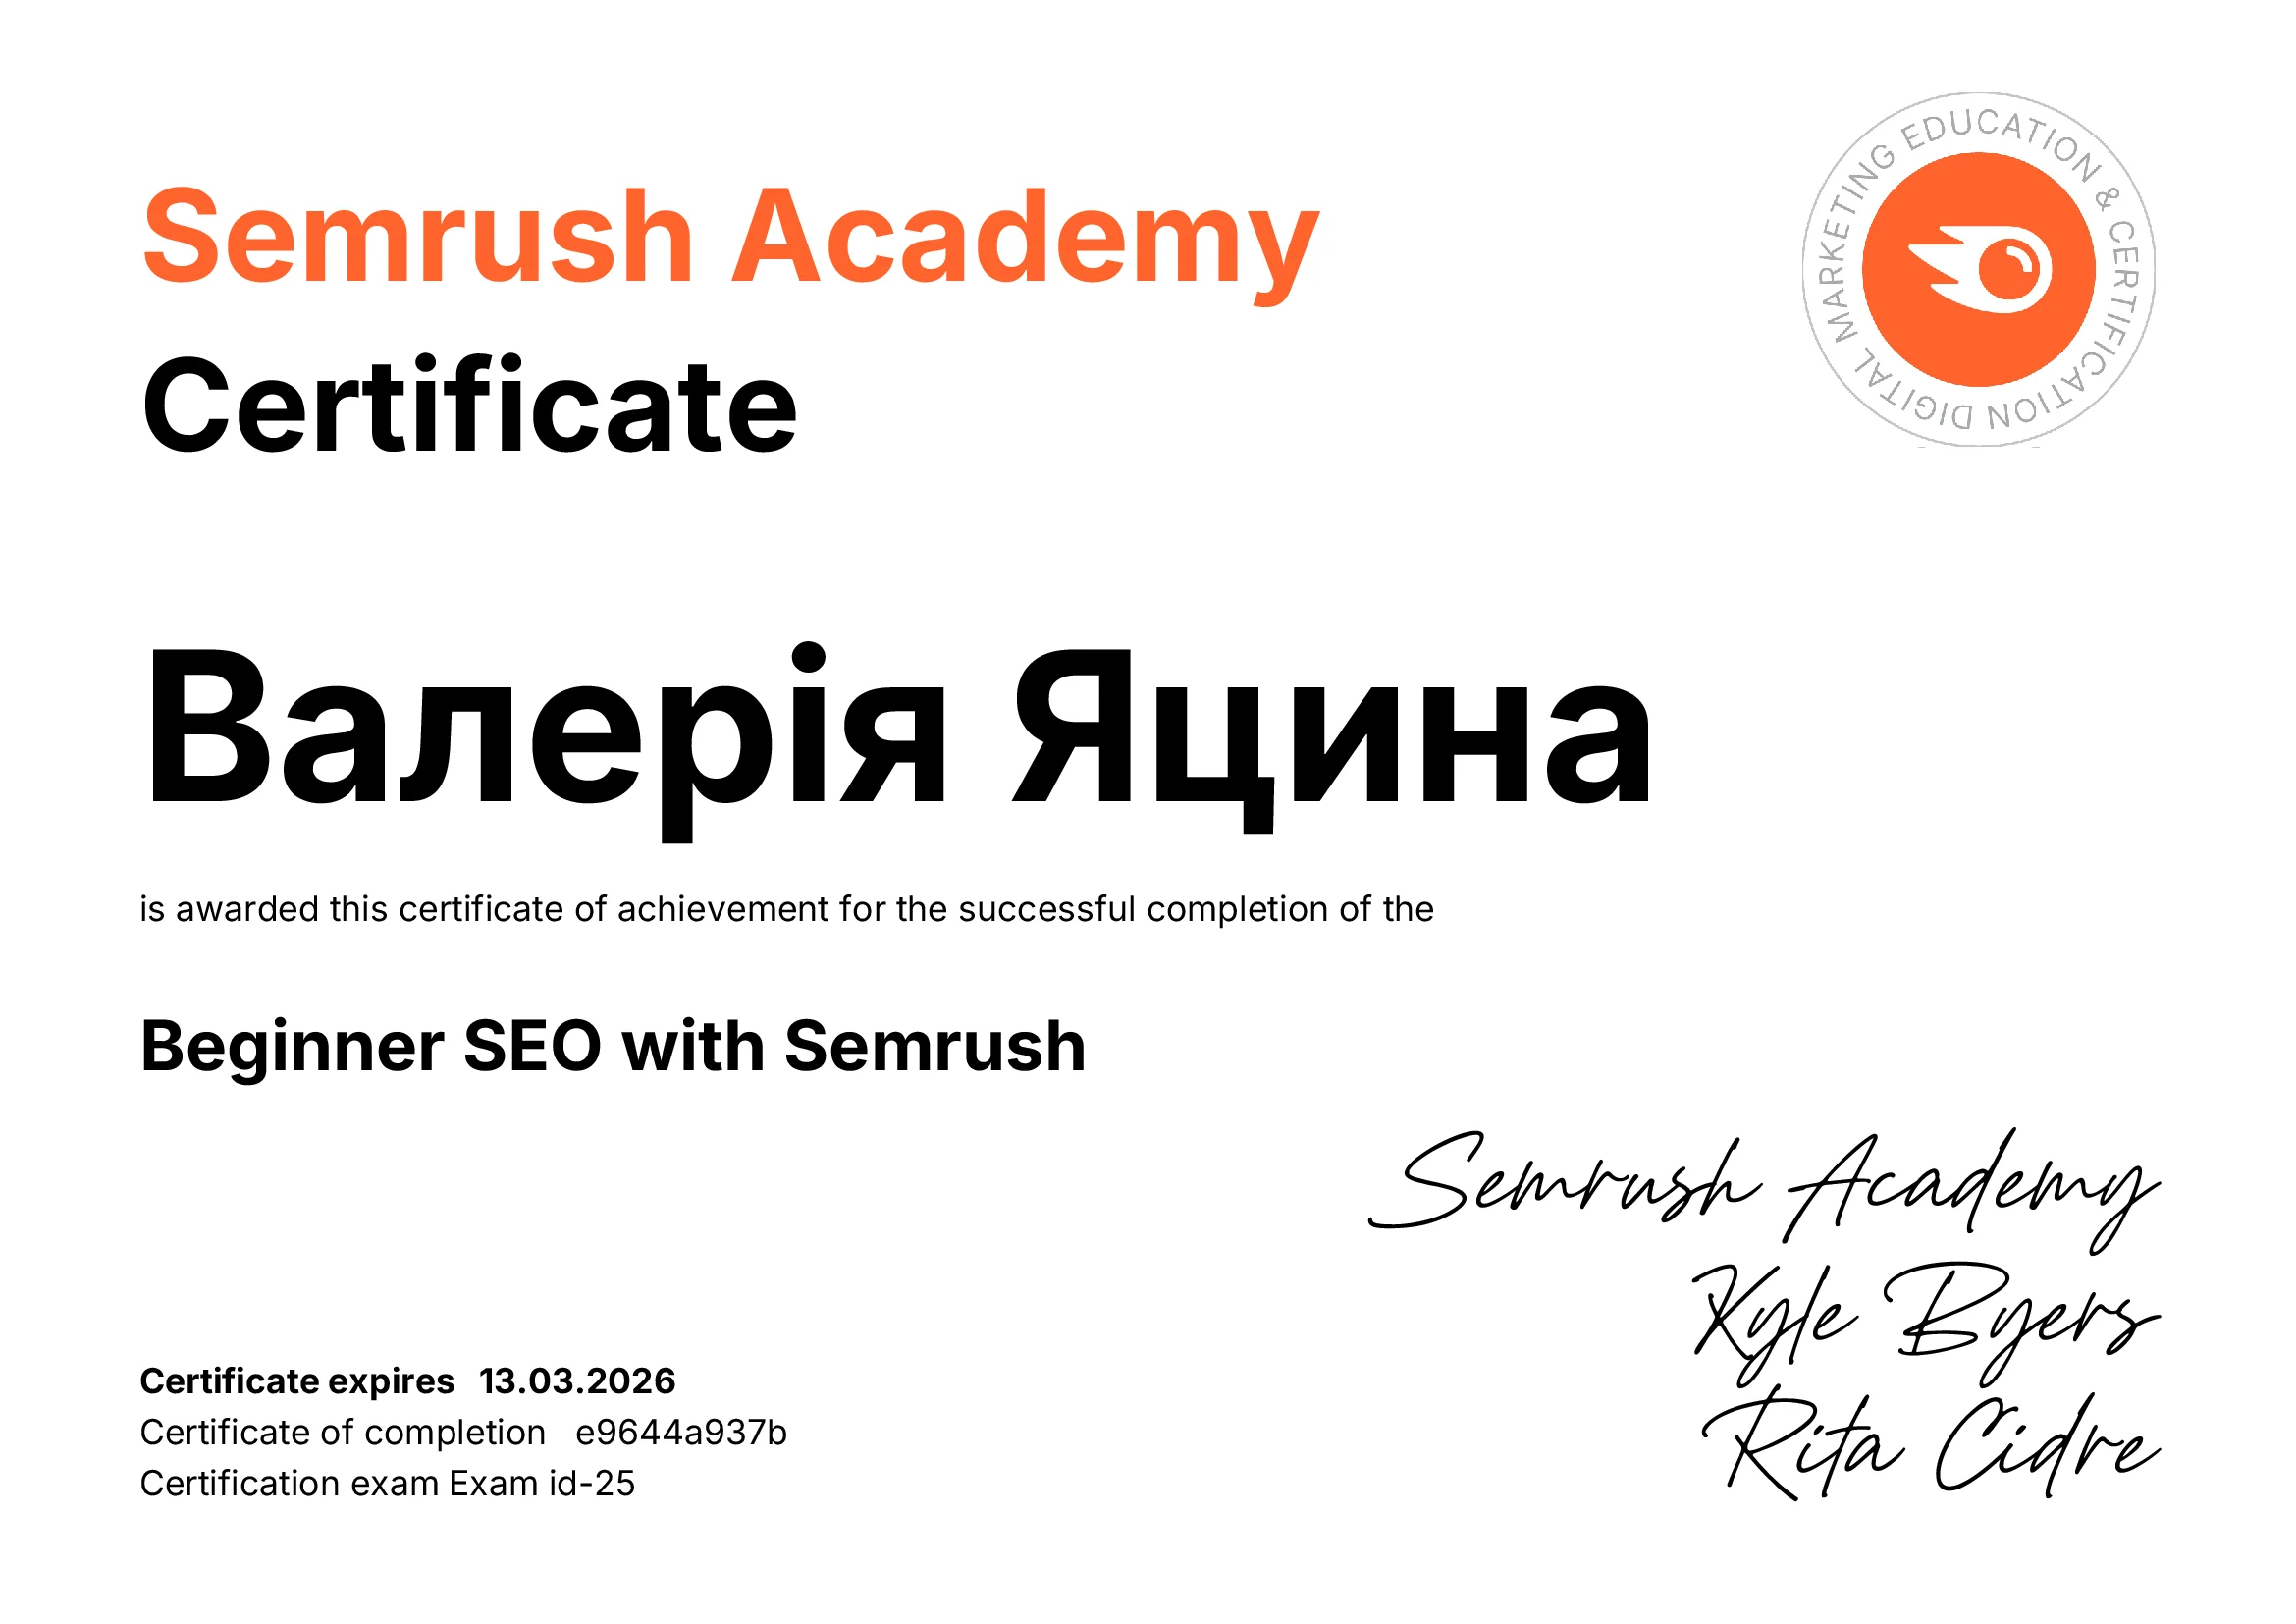 Semrush Academy
Certificate
DIGITAL MARKETING EDUCATION & CERTIFICATION
Валерія Яцина
is awarded this certificate of achievement for the successful completion of the
Beginner SEO with Semrush
Semrush Academy
Kyle Byers
Rita Cidre
Certificate expires 13.03.2026
Certificate of completion e9644a937b
Certification exam Exam id-25